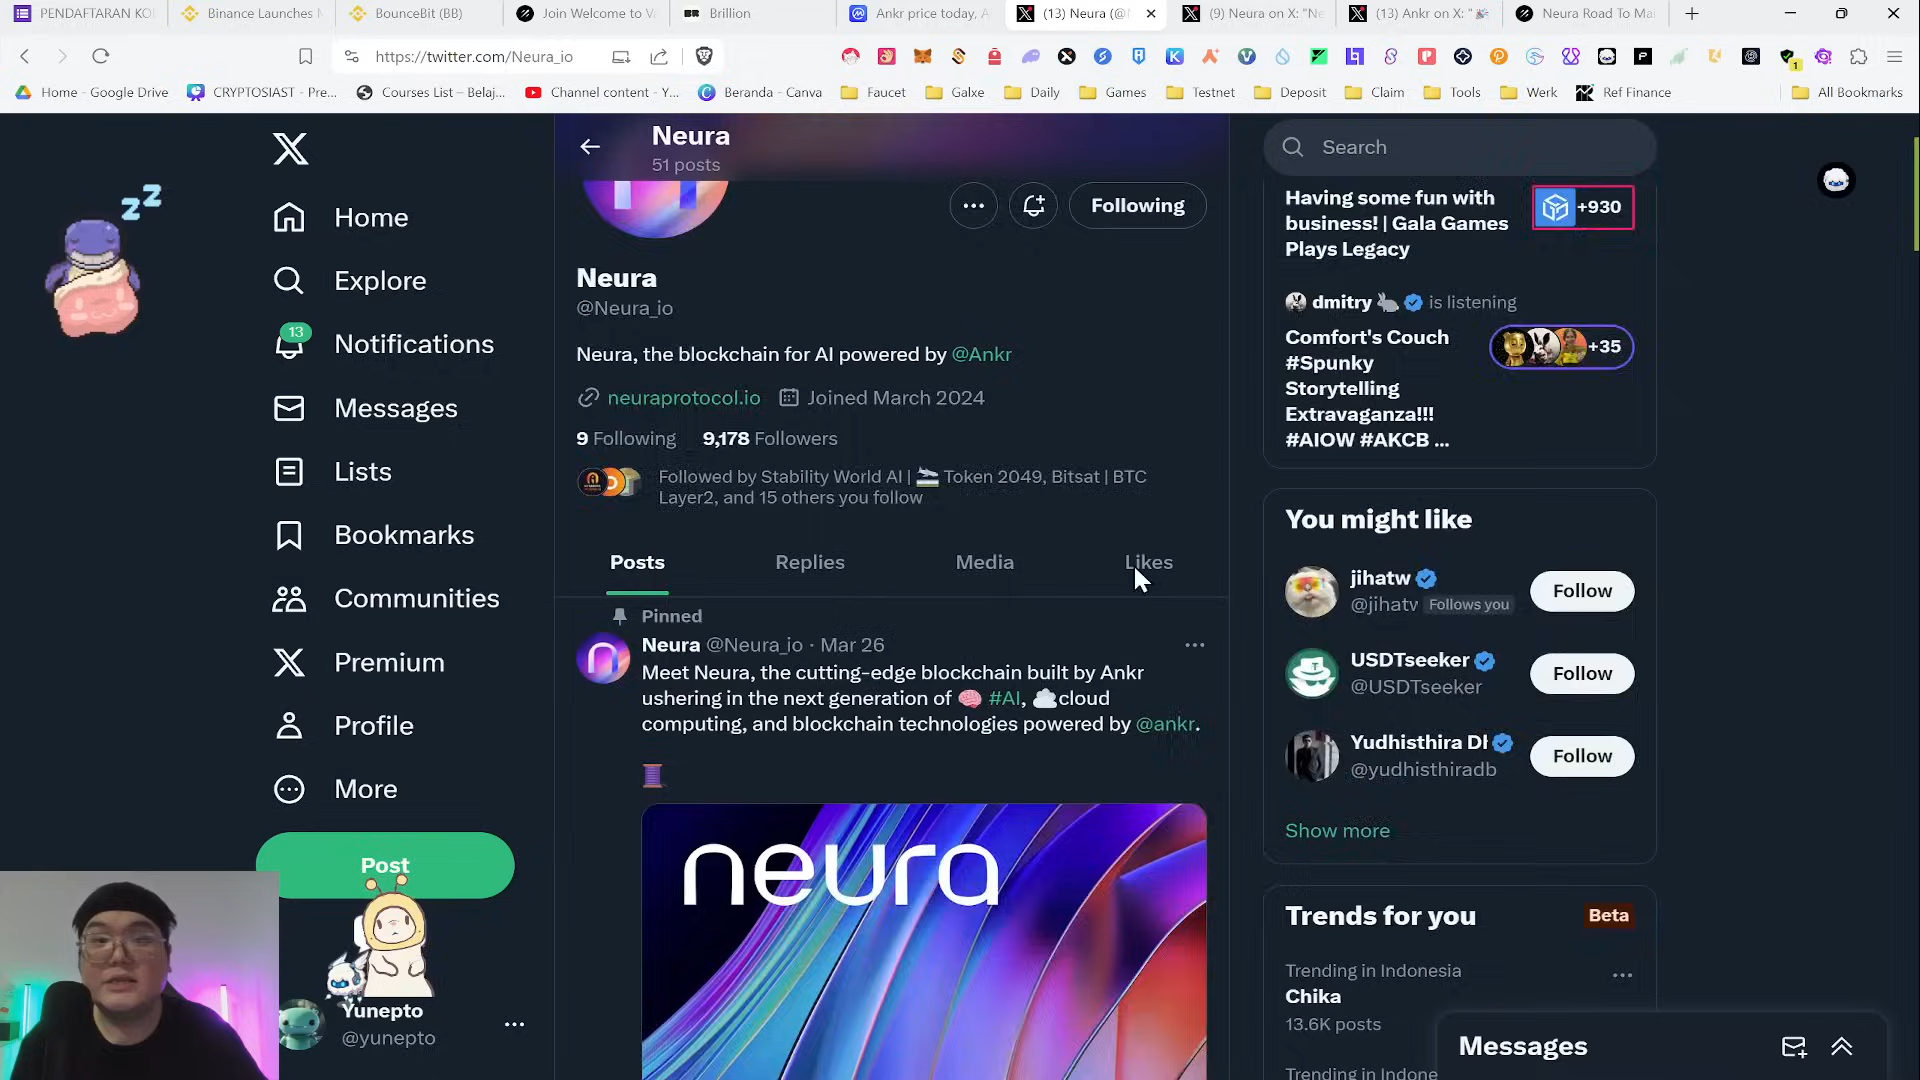 PENDAFTARAN KO
Binance Launches
BounceBit (BB)
Join Welcome to V
Brillion
Ankr price today, A
(13) Neura (@
(9) Neura on X: "Ne
(13) Ankr on X: "🎉
Neura Road To Mai
https://twitter.com/Neura_io
1
Home - Google Drive
CRYPTOSIAST - Pre...
Courses List – Belaj...
Channel content - Y...
Beranda - Canva
Faucet
Galxe
Daily
Games
Testnet
Deposit
Claim
Tools
Werk
Ref Finance
All Bookmarks
Home
Explore
13
Notifications
Messages
Lists
Bookmarks
Communities
Premium
Profile
More
Post
Yunepto
@yunepto
Neura
51 posts
Following
Neura
@Neura_io
Neura, the blockchain for AI powered by @Ankr
neuraprotocol.io Joined March 2024
9 Following 9,178 Followers
Followed by Stability World AI | 🛬 Token 2049, Bitsat | BTC
Layer2, and 15 others you follow
Posts
Replies
Media
Likes
Pinned
Neura @Neura_io · Mar 26
Meet Neura, the cutting-edge blockchain built by Ankr
ushering in the next generation of 🧠 #AI, ☁️cloud
computing, and blockchain technologies powered by @ankr.
🧵
neura
Search
Having some fun with
business! | Gala Games
Plays Legacy
+930
dmitry 🐇 is listening
Comfort's Couch
#Spunky
Storytelling
Extravaganza!!!
#AIOW #AKCB ...
+35
You might like
jihatw
@jihatw Follows you
Follow
USDTseeker
@USDTseeker
Follow
Yudhisthira Dh
@yudhisthiradb
Follow
Show more
Trends for you
Beta
Trending in Indonesia
Chika
13.6K posts
Trending in Indone
Messages